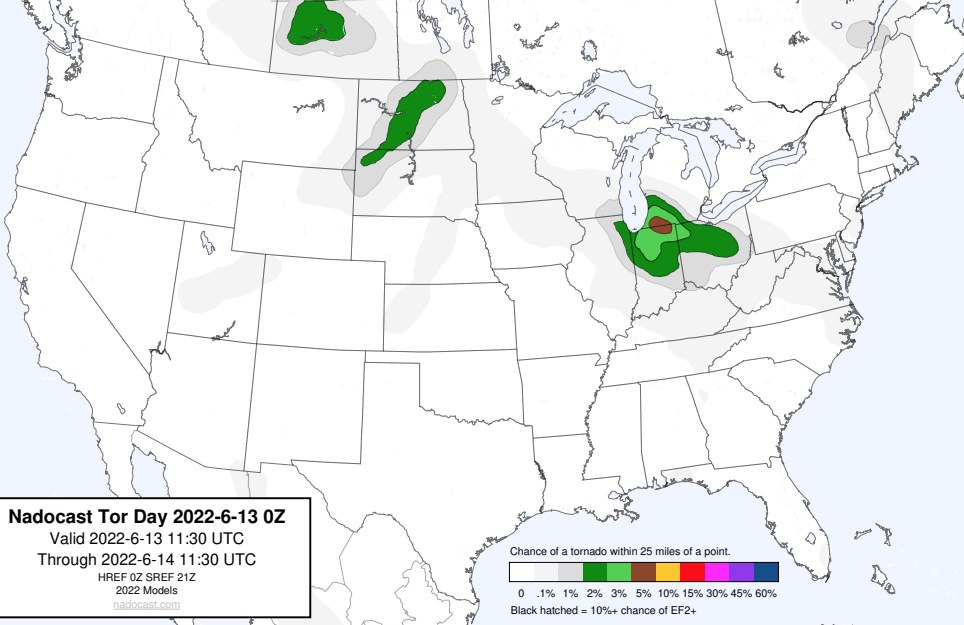 Nadocast Tor Day 2022-6-13 0Z
Valid 2022-6-13 11:30 UTC
Through 2022-6-14 11:30 UTC
HREF 0Z SREF 21Z
2022 Models
nadocast.com
Chance of a tornado within 25 miles of a point.
0 .1% 1% 2% 3% 5% 10% 15% 30% 45% 60%
Black hatched = 10%+ chance of EF2+